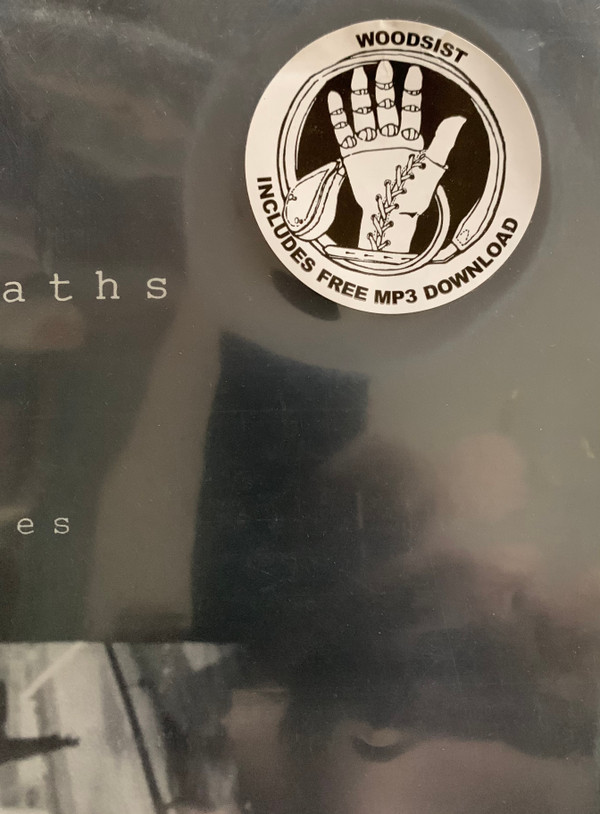 WOODSIST
INCLUDES FREE MP3 DOWNLOAD
aths
es